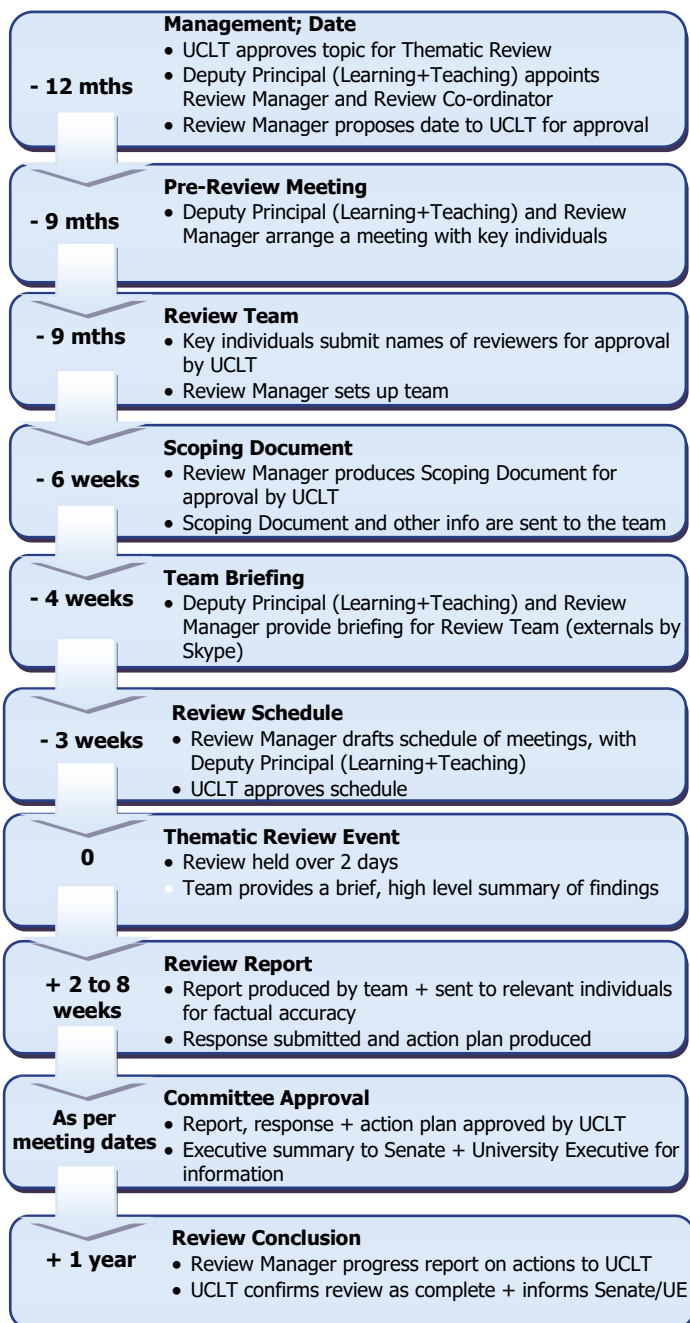 Management; Date
• UCLT approves topic for Thematic Review
- 12 mths
• Deputy Principal (Learning+Teaching) appoints
Review Manager and Review Co-ordinator
• Review Manager proposes date to UCLT for approval
Pre-Review Meeting
- 9 mths
• Deputy Principal (Learning+Teaching) and Review
Manager arrange a meeting with key individuals
Review Team
- 9 mths
• Key individuals submit names of reviewers for approval
by UCLT
• Review Manager sets up team
Scoping Document
- 6 weeks
• Review Manager produces Scoping Document for
approval by UCLT
• Scoping Document and other info are sent to the team
Team Briefing
- 4 weeks
• Deputy Principal (Learning+Teaching) and Review
Manager provide briefing for Review Team (externals by
Skype)
Review Schedule
- 3 weeks
• Review Manager drafts schedule of meetings, with
Deputy Principal (Learning+Teaching)
• UCLT approves schedule
Thematic Review Event
0
• Review held over 2 days
• Team provides a brief, high level summary of findings
Review Report
+ 2 to 8
weeks
• Report produced by team + sent to relevant individuals
for factual accuracy
• Response submitted and action plan produced
Committee Approval
As per
meeting dates
• Report, response + action plan approved by UCLT
• Executive summary to Senate + University Executive for
information
Review Conclusion
+ 1 year
• Review Manager progress report on actions to UCLT
• UCLT confirms review as complete + informs Senate/UE